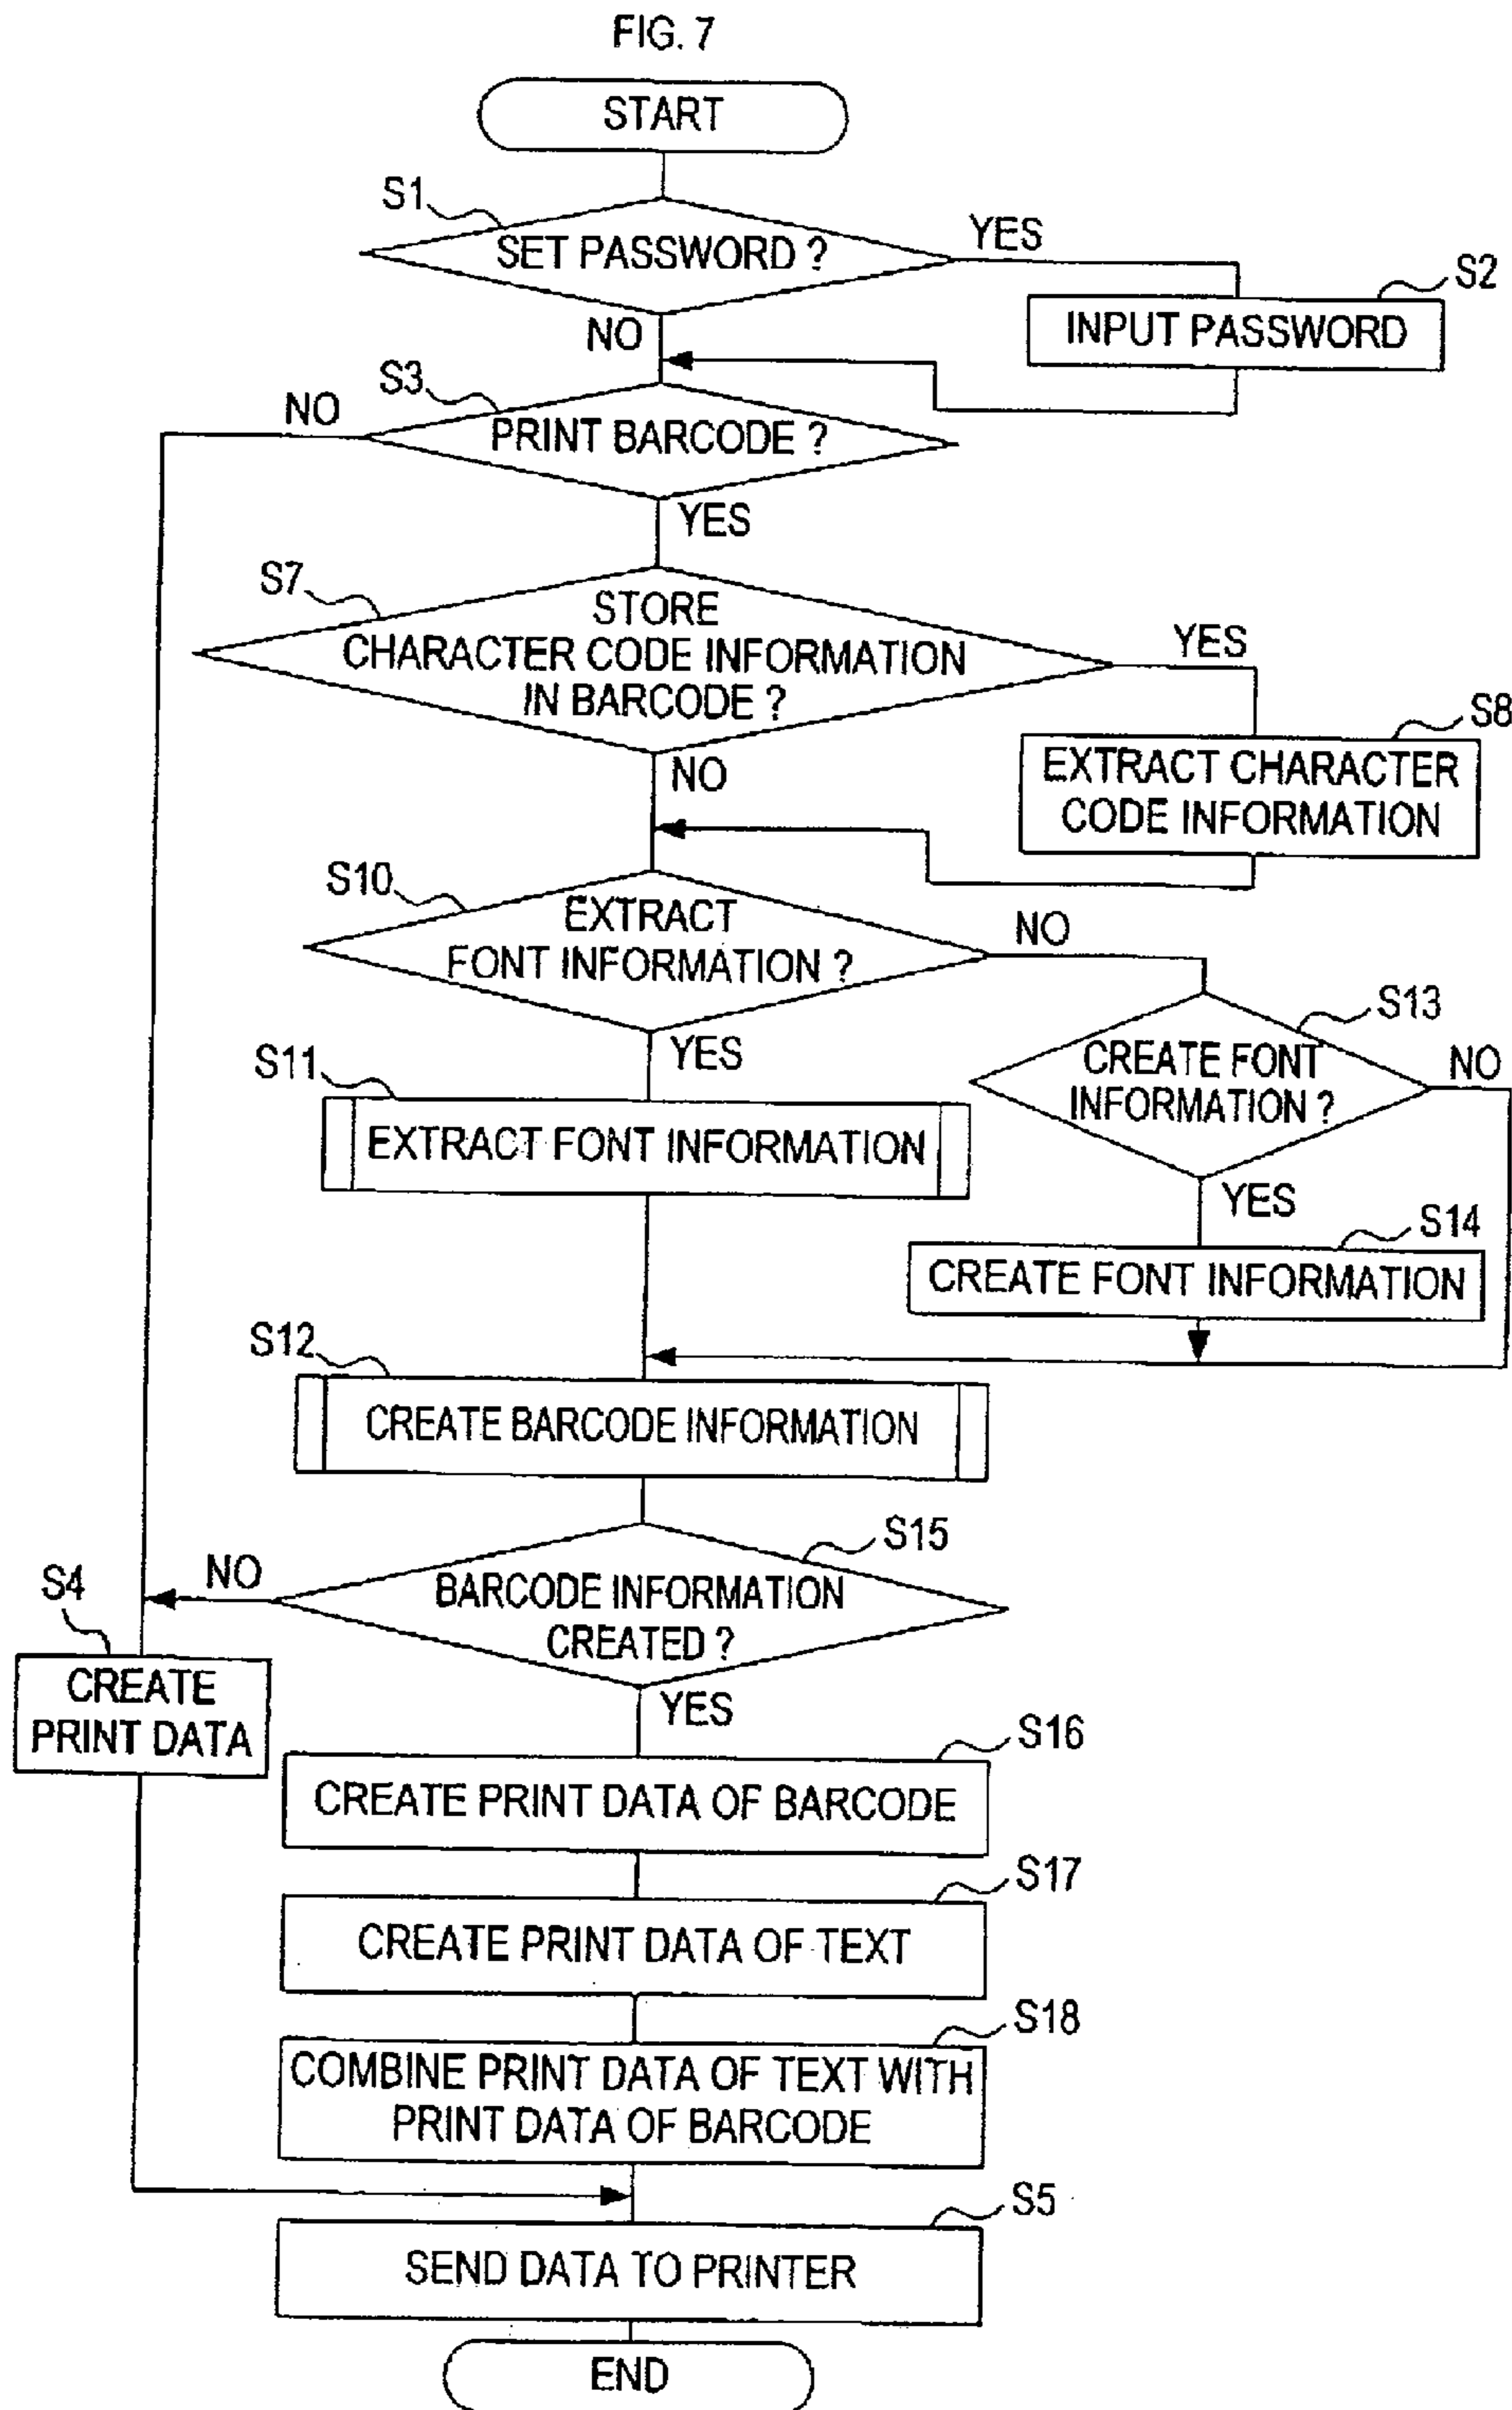 FIG. 7
START
S1
SET PASSWORD ?
YES
S2
INPUT PASSWORD
NO
S3
NO
PRINT BARCODE ?
YES
S7
STORE
CHARACTER CODE INFORMATION
IN BARCODE ?
YES
S8
EXTRACT CHARACTER
CODE INFORMATION
NO
S10
EXTRACT
FONT INFORMATION ?
NO
S13
CREATE FONT
INFORMATION ?
NO
YES
S11
EXTRACT FONT INFORMATION
YES
S14
CREATE FONT INFORMATION
S12
CREATE BARCODE INFORMATION
S15
BARCODE INFORMATION
CREATED ?
NO
S4
CREATE
PRINT DATA
YES
S16
CREATE PRINT DATA OF BARCODE
S17
CREATE PRINT DATA OF TEXT
S18
COMBINE PRINT DATA OF TEXT WITH
PRINT DATA OF BARCODE
S5
SEND DATA TO PRINTER
END